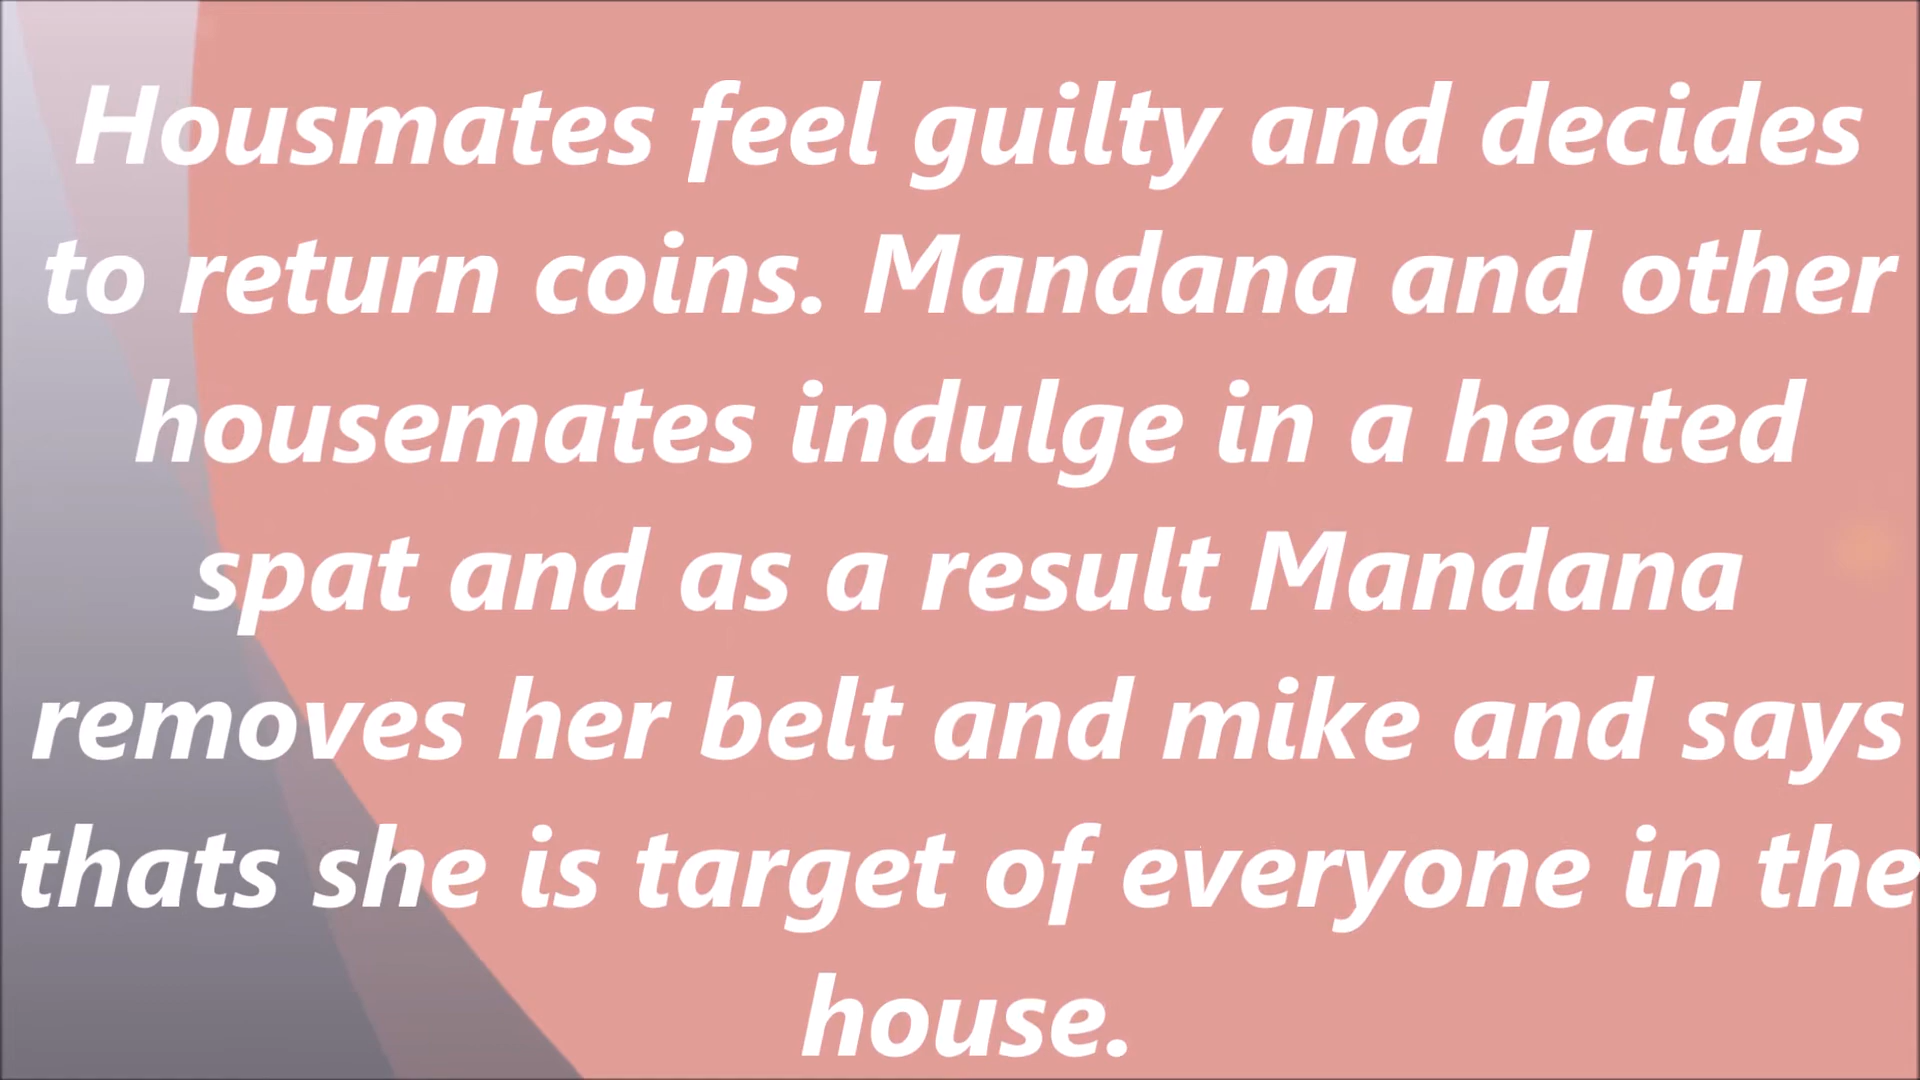 Housmates feel guilty and decides
to return coins. Mandana and other
housemates indulge in a heated
spat and as a result Mandana
removes her belt and mike and says
thats she is target of everyone in the
house.